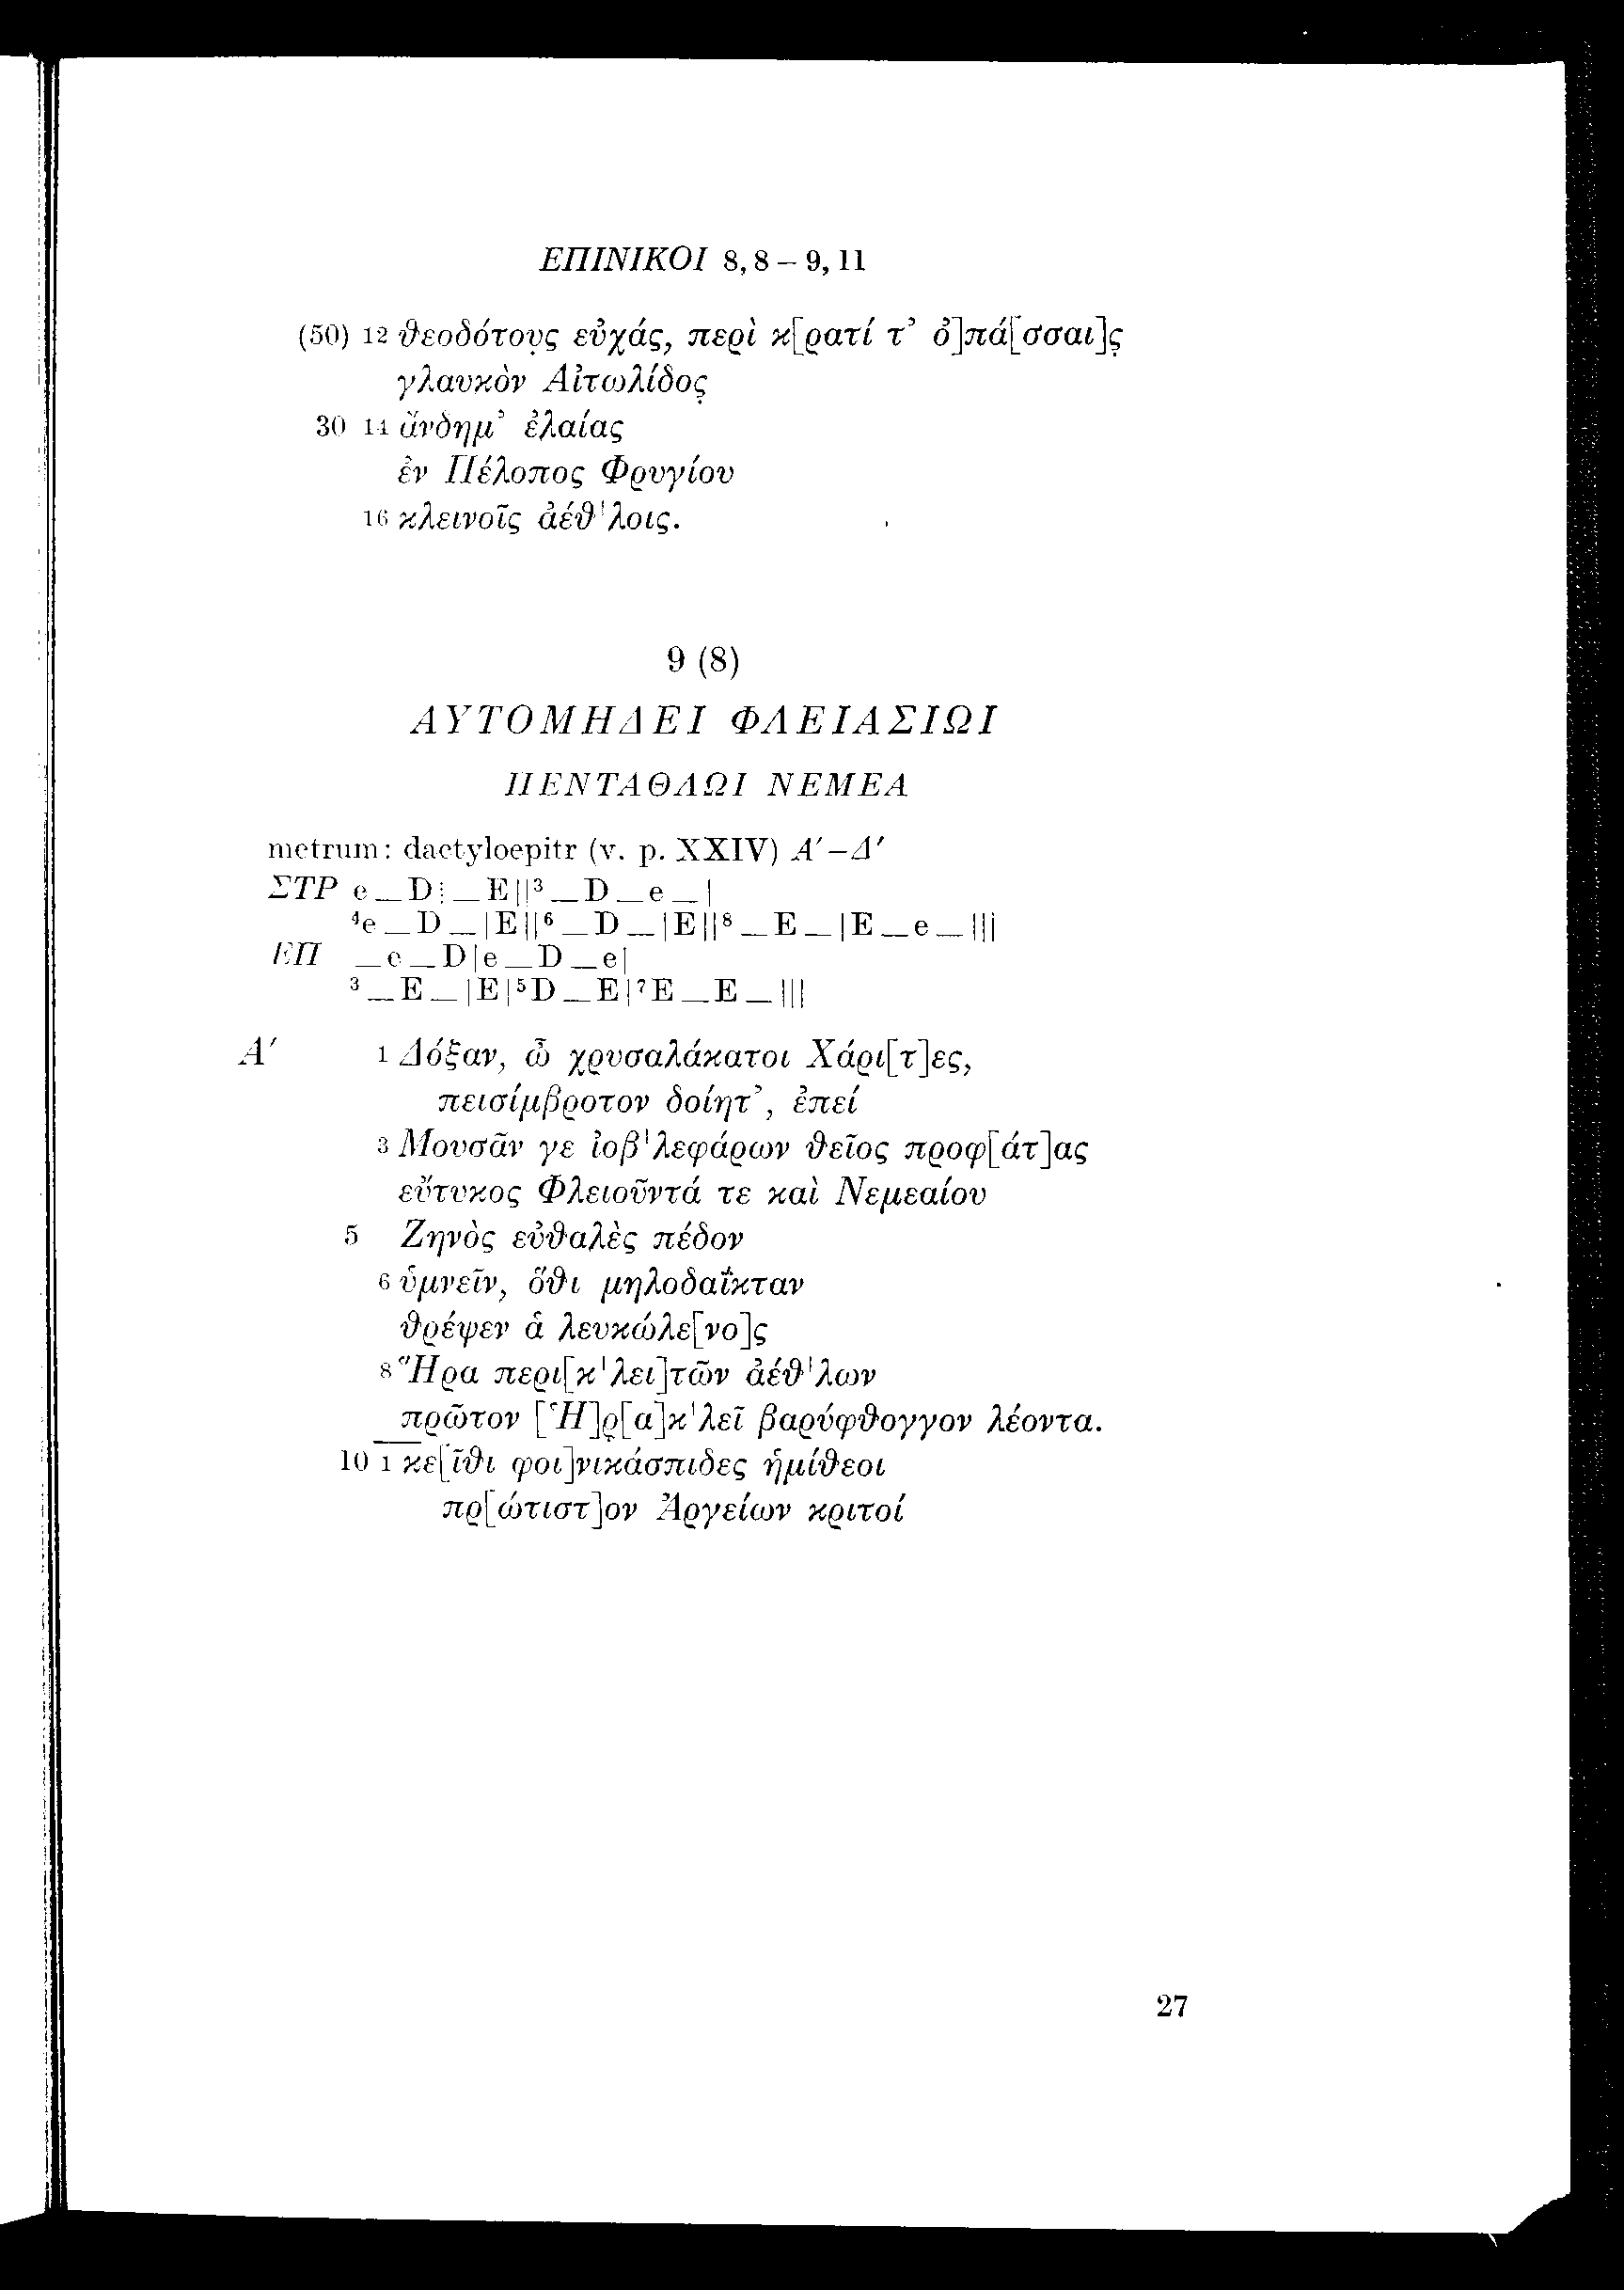 ΕΠΙΝΙΚΟΙ 8, 8 – 9, 11
(50) 12 θεοδότους εὐχάς, περὶ κ[ρατί τ’ ὀ]πά[σσαι]ς̣
γλαυκὸν Αἰτωλίδος̣
30 14 ἄνδημ’ ἐλαίας
ἐν Πέλοπος Φρυγίου
16 κλεινοῖς ἀέθ'λοις.
9 (8)
ΑΥΤΟΜΗΔΕΙ ΦΛΕΙΑΣΙΩΙ
ΠΕΝΤΑΘΛΩΙ ΝΕΜΕΑ
metrum: dactyloepitr (v. p. XXIV) Α′–Δ′
ΣΤΡ e — D ⁝ — E || ³ — D — e — |
⁴e — D — | E || ⁶ — D — | E || ⁸ — E — | E — e — |||
ΕΠ — e — D | e — D — e |
³ — E — | E | ⁵D — E | ⁷E — E — |||
Α′ 1 Δόξαν, ὦ χρυσαλάκατοι Χάρι[τ]ες,
πεισίμβροτον δοίητ’, ἐπεί
3 Μουσᾶν γε ἰοβ'λεφάρων θεῖος προφ[άτ]ας
εὔτυκος Φλειοῦντά τε καὶ Νεμεαίου
5 Ζηνὸς εὐθαλὲς πέδον
6 ὑμνεῖν, ὅθι μηλοδαΐκταν
θρέψεν ἁ λευκώλε[νο]ς
8 Ἥρα περι[κ'λει]τῶν ἀέθ'λων
πρῶτον [Ἡ]ρ̣[α]κ'λεῖ βαρύφθογγον λέοντα.
10 1 κε[ῖθι φοι]νικάσπιδες ἡμίθεοι
πρ[ώτιστ]ον Ἀργείων κριτοί
27